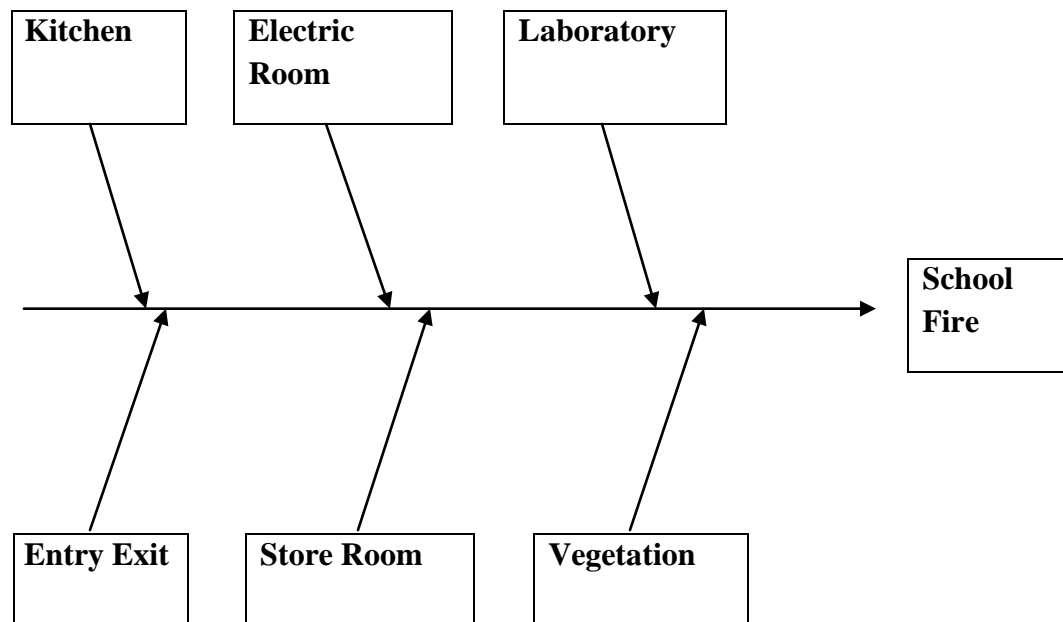 Kitchen
Electric
Room
Laboratory
School
Fire
Entry Exit
Store Room
Vegetation